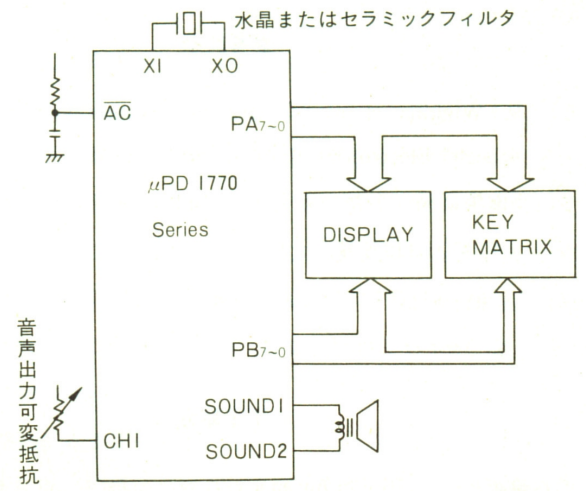 水晶またはセラミックフィルタ
XI
XO
AC
PA7~0
μPD 1770
Series
DISPLAY
KEY
MATRIX
PB7~0
音声出力可変抵抗
SOUND1
CH1
SOUND2